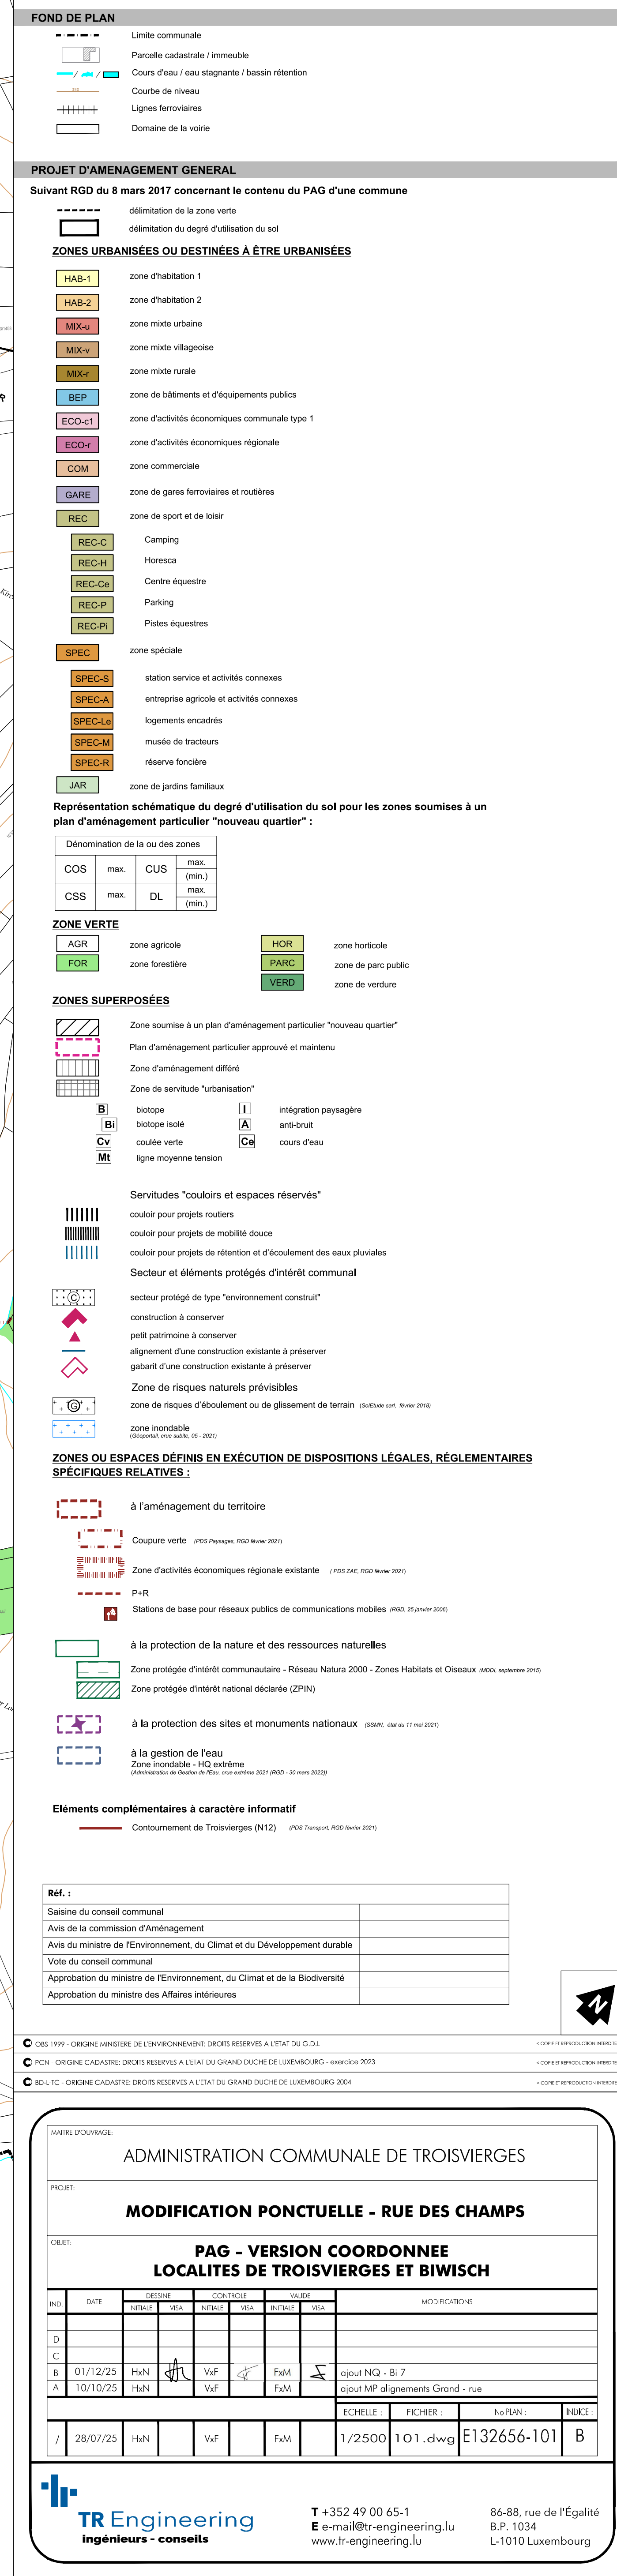 FOND DE PLAN
Limite communale
Parcelle cadastrale / immeuble
Cours d'eau / eau stagnante / bassin rétention
Courbe de niveau
Lignes ferroviaires
Domaine de la voirie
PROJET D'AMENAGEMENT GENERAL
Suivant RGD du 8 mars 2017 concernant le contenu du PAG d'une commune
délimitation de la zone verte
délimitation du degré d'utilisation du sol
ZONES URBANISÉES OU DESTINÉES À ÊTRE URBANISÉES
HAB-1 zone d'habitation 1
HAB-2 zone d'habitation 2
MIX-u zone mixte urbaine
MIX-v zone mixte villageoise
MIX-r zone mixte rurale
BEP zone de bâtiments et d'équipements publics
ECO-c1 zone d'activités économiques communale type 1
ECO-r zone d'activités économiques régionale
COM zone commerciale
GARE zone de gares ferroviaires et routières
REC zone de sport et de loisir
REC-C Camping
REC-H Horesca
REC-Ce Centre équestre
REC-P Parking
REC-Pi Pistes équestres
SPEC zone spéciale
SPEC-S station service et activités connexes
SPEC-A entreprise agricole et activités connexes
SPEC-Le logements encadrés
SPEC-M musée de tracteurs
SPEC-R réserve foncière
JAR zone de jardins familiaux
Représentation schématique du degré d'utilisation du sol pour les zones soumises à un
plan d'aménagement particulier "nouveau quartier" :
Dénomination de la ou des zones
COS max. CUS max. (min.)
CSS max. DL max. (min.)
ZONE VERTE
AGR zone agricole HOR zone horticole
FOR zone forestière PARC zone de parc public
VERD zone de verdure
ZONES SUPERPOSÉES
Zone soumise à un plan d'aménagement particulier "nouveau quartier"
Plan d'aménagement particulier approuvé et maintenu
Zone d'aménagement différé
Zone de servitude "urbanisation"
B biotope I intégration paysagère
Bi biotope isolé A anti-bruit
Cv coulée verte Ce cours d'eau
Mt ligne moyenne tension
Servitudes "couloirs et espaces réservés"
couloir pour projets routiers
couloir pour projets de mobilité douce
couloir pour projets de rétention et d'écoulement des eaux pluviales
Secteur et éléments protégés d'intérêt communal
C secteur protégé de type "environnement construit"
construction à conserver
petit patrimoine à conserver
alignement d'une construction existante à préserver
gabarit d'une construction existante à préserver
Zone de risques naturels prévisibles
G zone de risques d'éboulement ou de glissement de terrain (SolEtude sarl, février 2018)
zone inondable
(Géoportail, crue subite, 05 - 2021)
ZONES OU ESPACES DÉFINIS EN EXÉCUTION DE DISPOSITIONS LÉGALES, RÉGLEMENTAIRES
SPÉCIFIQUES RELATIVES :
à l'aménagement du territoire
Coupure verte (PDS Paysages, RGD février 2021)
Zone d'activités économiques régionale existante ( PDS ZAE, RGD février 2021)
P+R
Stations de base pour réseaux publics de communications mobiles (RGD, 25 janvier 2006)
à la protection de la nature et des ressources naturelles
Zone protégée d'intérêt communautaire - Réseau Natura 2000 - Zones Habitats et Oiseaux (MDDI, septembre 2015)
Zone protégée d'intérêt national déclarée (ZPIN)
à la protection des sites et monuments nationaux (SSMN, état du 11 mai 2021)
à la gestion de l'eau
Zone inondable - HQ extrême
(Administration de Gestion de l'Eau, crue extrême 2021 (RGD - 30 mars 2022))
Eléments complémentaires à caractère informatif
Contournement de Troisvierges (N12) (PDS Transport, RGD février 2021)
Réf. :
Saisine du conseil communal
Avis de la commission d'Aménagement
Avis du ministre de l'Environnement, du Climat et du Développement durable
Vote du conseil communal
Approbation du ministre de l'Environnement, du Climat et de la Biodiversité
Approbation du ministre des Affaires intérieures
N
C OBS 1999 - ORIGINE MINISTERE DE L'ENVIRONNEMENT: DROITS RESERVES A L'ETAT DU G.D.L « COPIE ET REPRODUCTION INTERDITE
C PCN - ORIGINE CADASTRE: DROITS RESERVES A L'ETAT DU GRAND DUCHE DE LUXEMBOURG - exercice 2023 « COPIE ET REPRODUCTION INTERDITE
C BD-L-TC - ORIGINE CADASTRE: DROITS RESERVES A L'ETAT DU GRAND DUCHE DE LUXEMBOURG 2004 « COPIE ET REPRODUCTION INTERDITE
MAITRE D'OUVRAGE:
ADMINISTRATION COMMUNALE DE TROISVIERGES
PROJET:
MODIFICATION PONCTUELLE - RUE DES CHAMPS
OBJET:
PAG - VERSION COORDONNEE
LOCALITES DE TROISVIERGES ET BIWISCH
IND. DATE DESSINE CONTROLE VALIDE MODIFICATIONS
INITIALE VISA INITIALE VISA INITIALE VISA
D
C
B 01/12/25 HxN VxF FxM ajout NQ - Bi 7
A 10/10/25 HxN VxF FxM ajout MP alignements Grand - rue
ECHELLE : FICHIER : No PLAN : INDICE :
/ 28/07/25 HxN VxF FxM 1/2500 101.dwg E132656-101 B
TR Engineering
ingénieurs - conseils
T +352 49 00 65-1
E e-mail@tr-engineering.lu
www.tr-engineering.lu
86-88, rue de l'Égalité
B.P. 1034
L-1010 Luxembourg